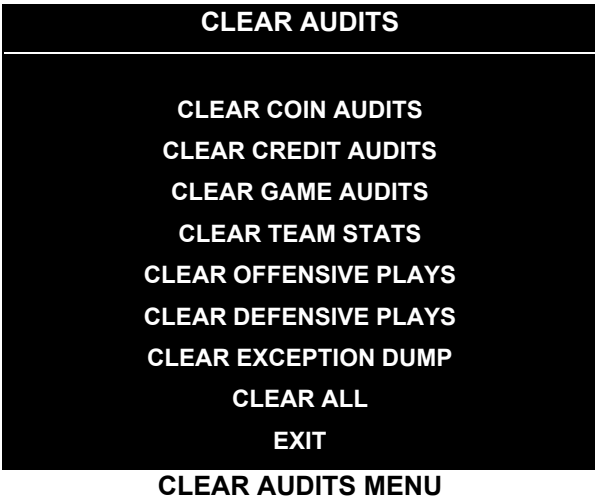 CLEAR AUDITS
CLEAR COIN AUDITS
CLEAR CREDIT AUDITS
CLEAR GAME AUDITS
CLEAR TEAM STATS
CLEAR OFFENSIVE PLAYS
CLEAR DEFENSIVE PLAYS
CLEAR EXCEPTION DUMP
CLEAR ALL
EXIT
CLEAR AUDITS MENU